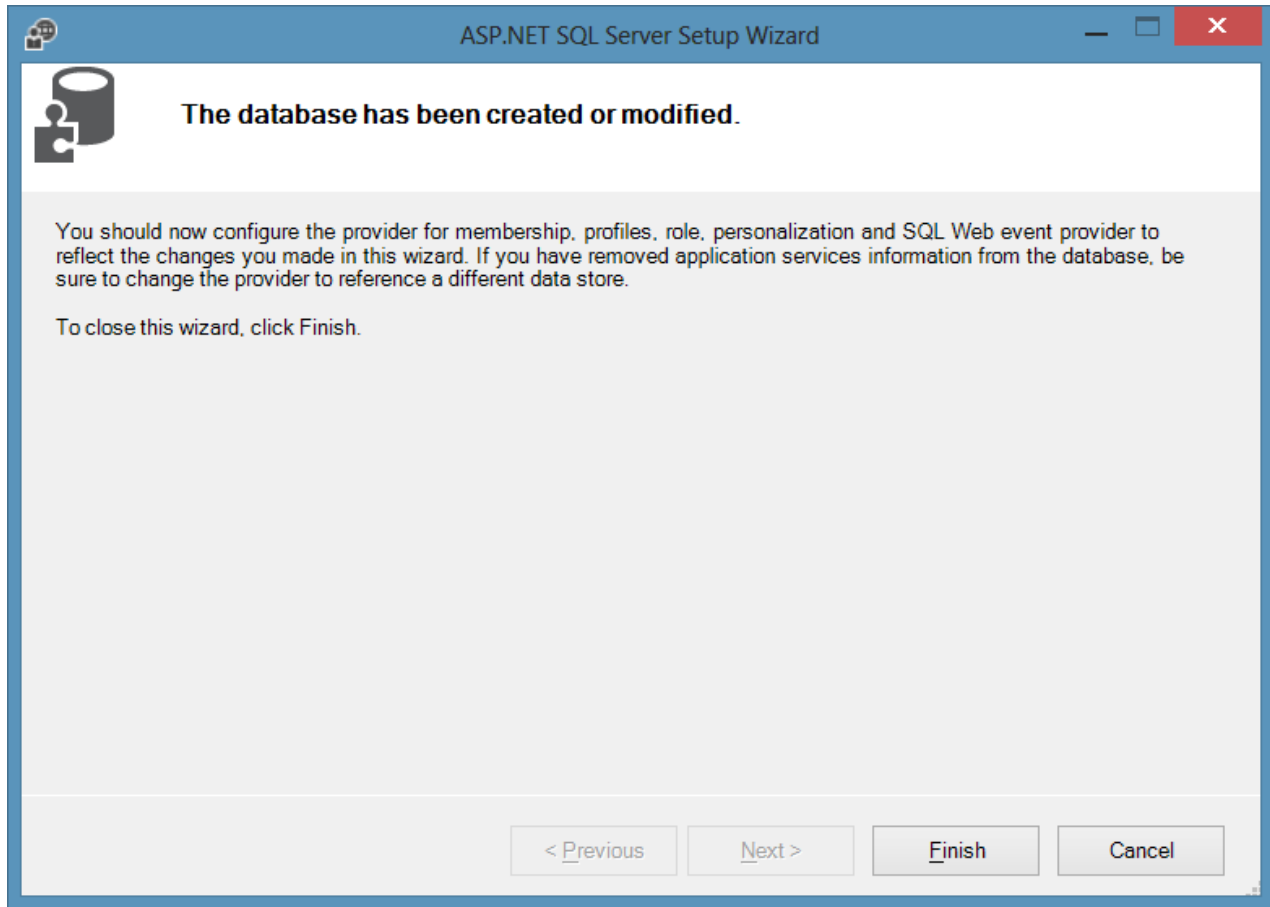 ASP.NET SQL Server Setup Wizard
The database has been created or modified.
You should now configure the provider for membership, profiles, role, personalization and SQL Web event provider to
reflect the changes you made in this wizard. If you have removed application services information from the database, be
sure to change the provider to reference a different data store.
To close this wizard, click Finish.
< Previous
Next >
Finish
Cancel